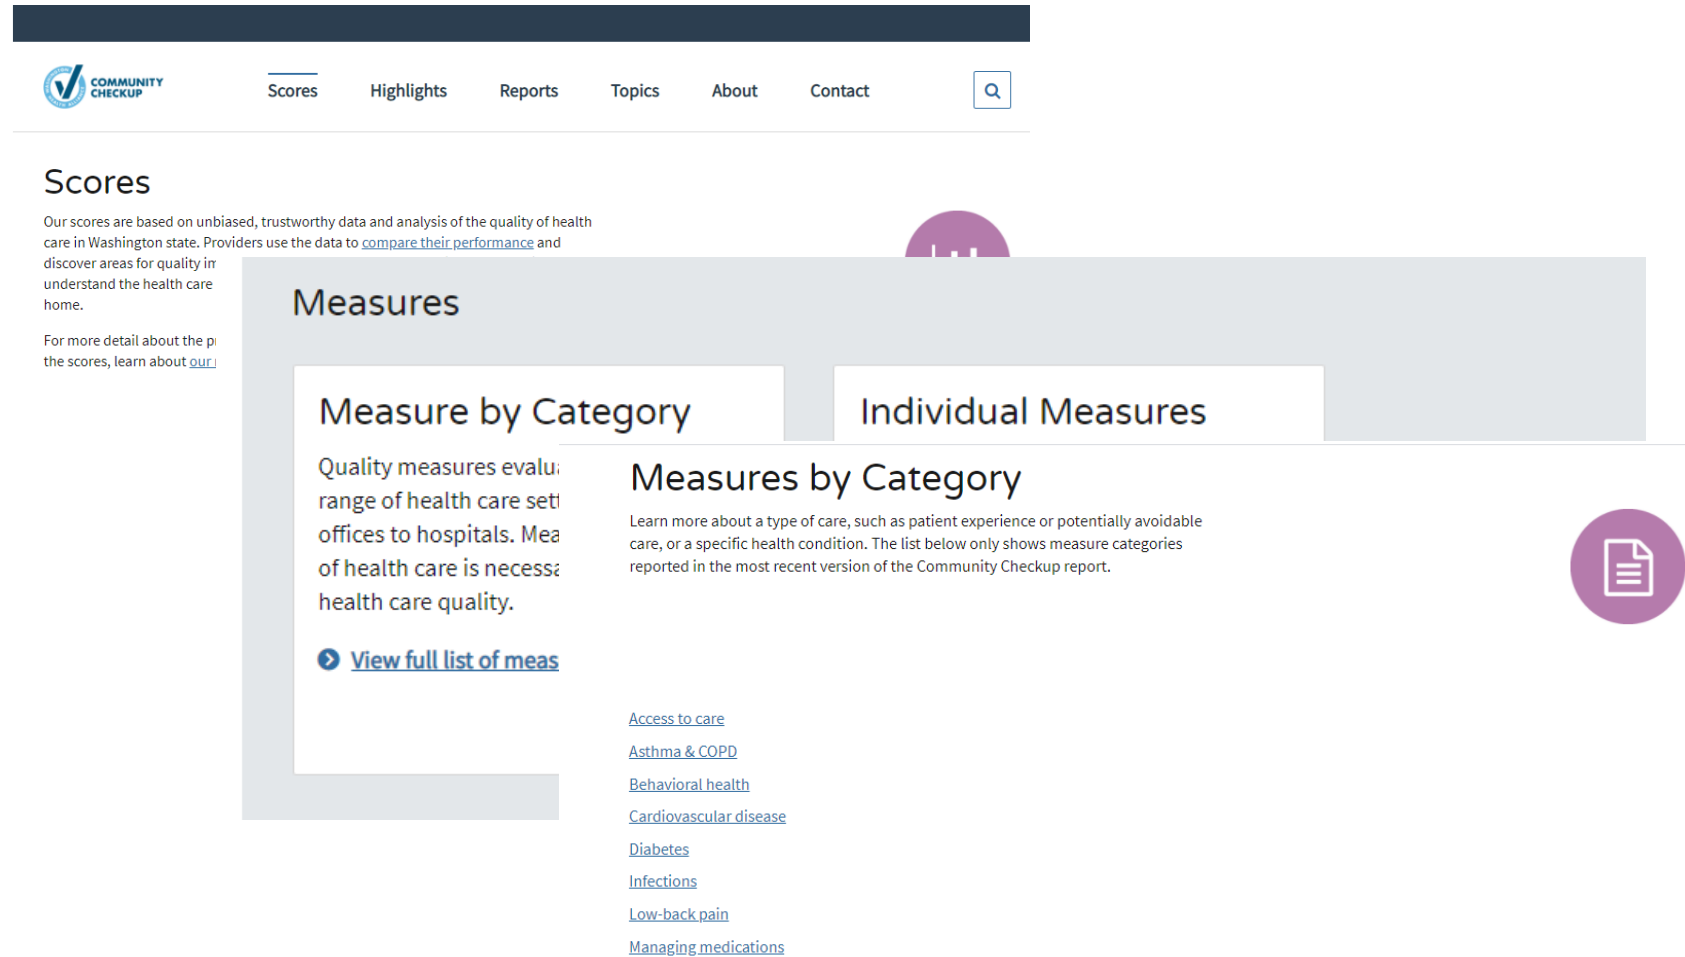 COMMUNITY
CHECKUP
Scores Highlights Reports Topics About Contact
Scores
Our scores are based on unbiased, trustworthy data and analysis of the quality of health
care in Washington state. Providers use the data to compare their performance and
discover areas for quality
understand the health care
home.
For more detail about the
the scores, learn about our
Measures
Measure by Category
Quality measures
range of health care
offices to hospitals.
of health care is
health care quality.
View full list of
Individual Measures
Measures by Category
Learn more about a type of care, such as patient experience or potentially avoidable
care, or a specific health condition. The list below only shows measure categories
reported in the most recent version of the Community Checkup report.
Access to care
Asthma & COPD
Behavioral health
Cardiovascular disease
Diabetes
Infections
Low-back pain
Managing medications